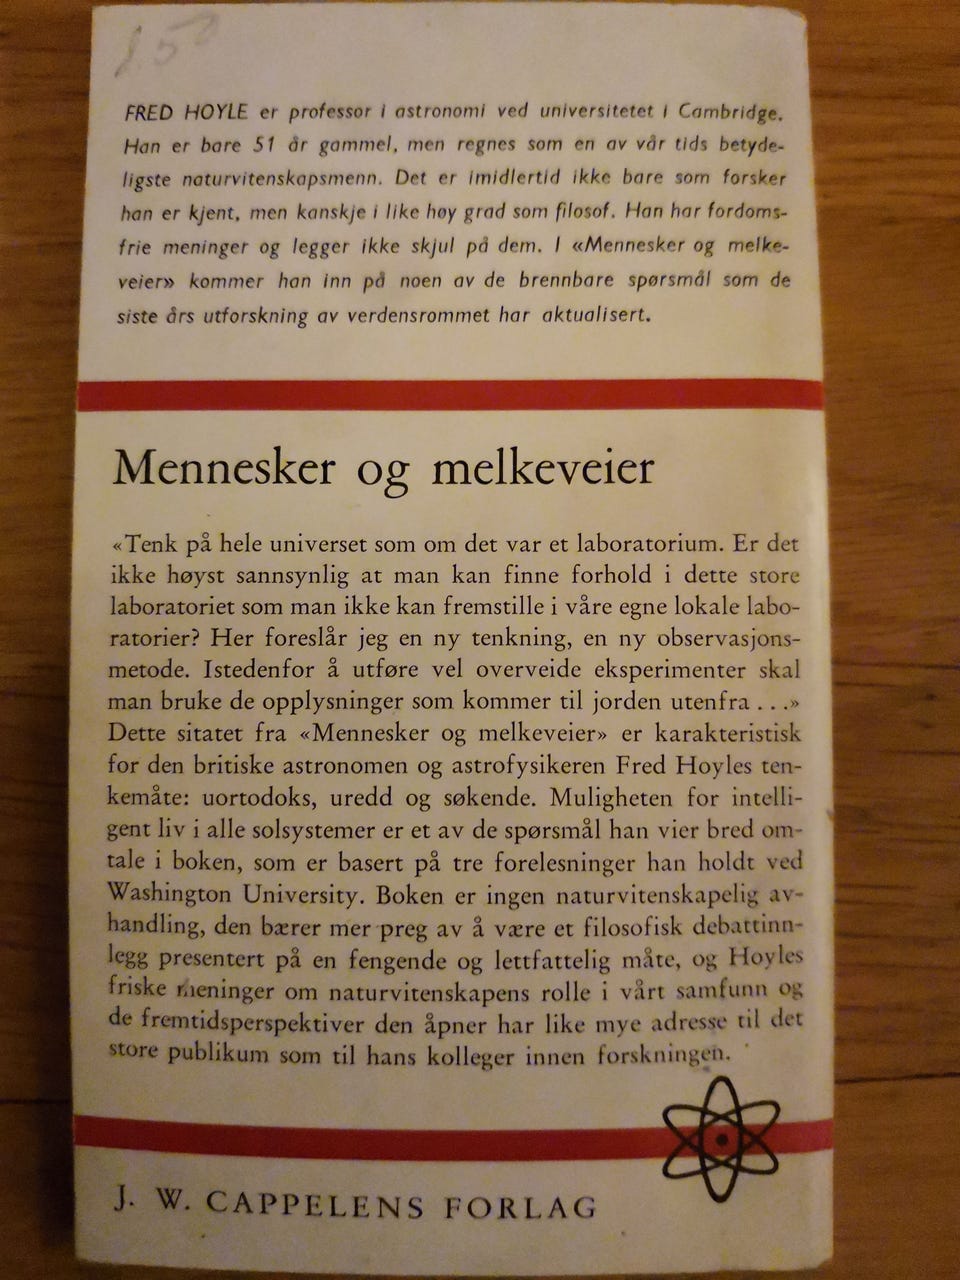 FRED HOYLE er professor i astronomi ved universitetet i Cambridge.
Han er bare 51 år gammel, men regnes som en av vår tids betyde-
ligste naturvitenskapsmenn. Det er imidlertid ikke bare som forsker
han er kjent, men kanskje i like høy grad som filosof. Han har fordoms-
frie meninger og legger ikke skjul på dem. I «Mennesker og melke-
veier» kommer han inn på noen av de brennbare spørsmål som de
siste års utforskning av verdensrommet har aktualisert.
Mennesker og melkeveier
«Tenk på hele universet som om det var et laboratorium. Er det
ikke høyst sannsynlig at man kan finne forhold i dette store
laboratoriet som man ikke kan fremstille i våre egne lokale labo-
ratorier? Her foreslår jeg en ny tenkning, en ny observasjons-
metode. Istedenfor å utføre vel overveide eksperimenter skal
man bruke de opplysninger som kommer til jorden utenfra . . .»
Dette sitatet fra «Mennesker og melkeveier» er karakteristisk
for den britiske astronomen og astrofysikeren Fred Hoyles ten-
kemåte: uortodoks, uredd og søkende. Muligheten for intelli-
gent liv i alle solsystemer er et av de spørsmål han vier bred om-
tale i boken, som er basert på tre forelesninger han holdt ved
Washington University. Boken er ingen naturvitenskapelig av-
handling, den bærer mer preg av å være et filosofisk debattinn-
legg presentert på en fengende og lettfattelig måte, og Hoyles
friske meninger om naturvitenskapens rolle i vårt samfunn og
de fremtidsperspektiver den åpner har like mye adresse til det
store publikum som til hans kolleger innen forskningen.
J. W. CAPPELENS FORLAG